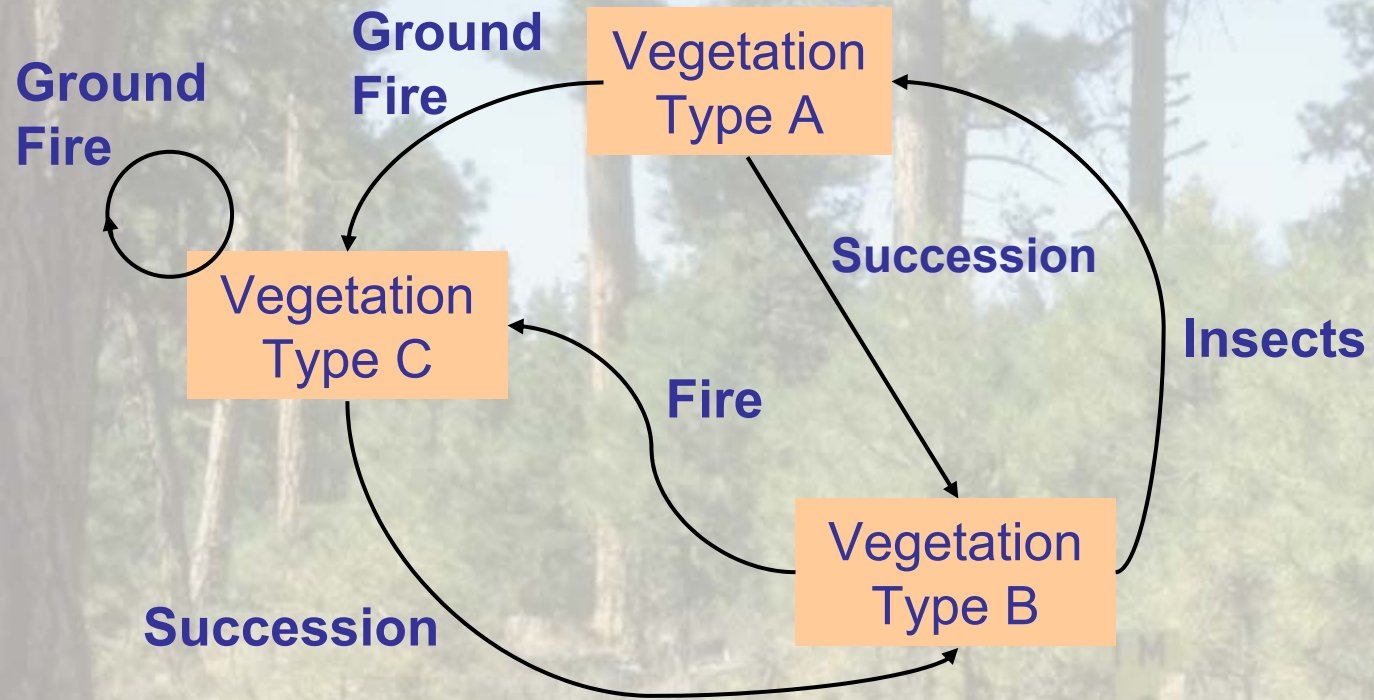 Ground
Fire
Ground
Fire
Vegetation
Type A
Succession
Vegetation
Type C
Insects
Fire
Vegetation
Type B
Succession